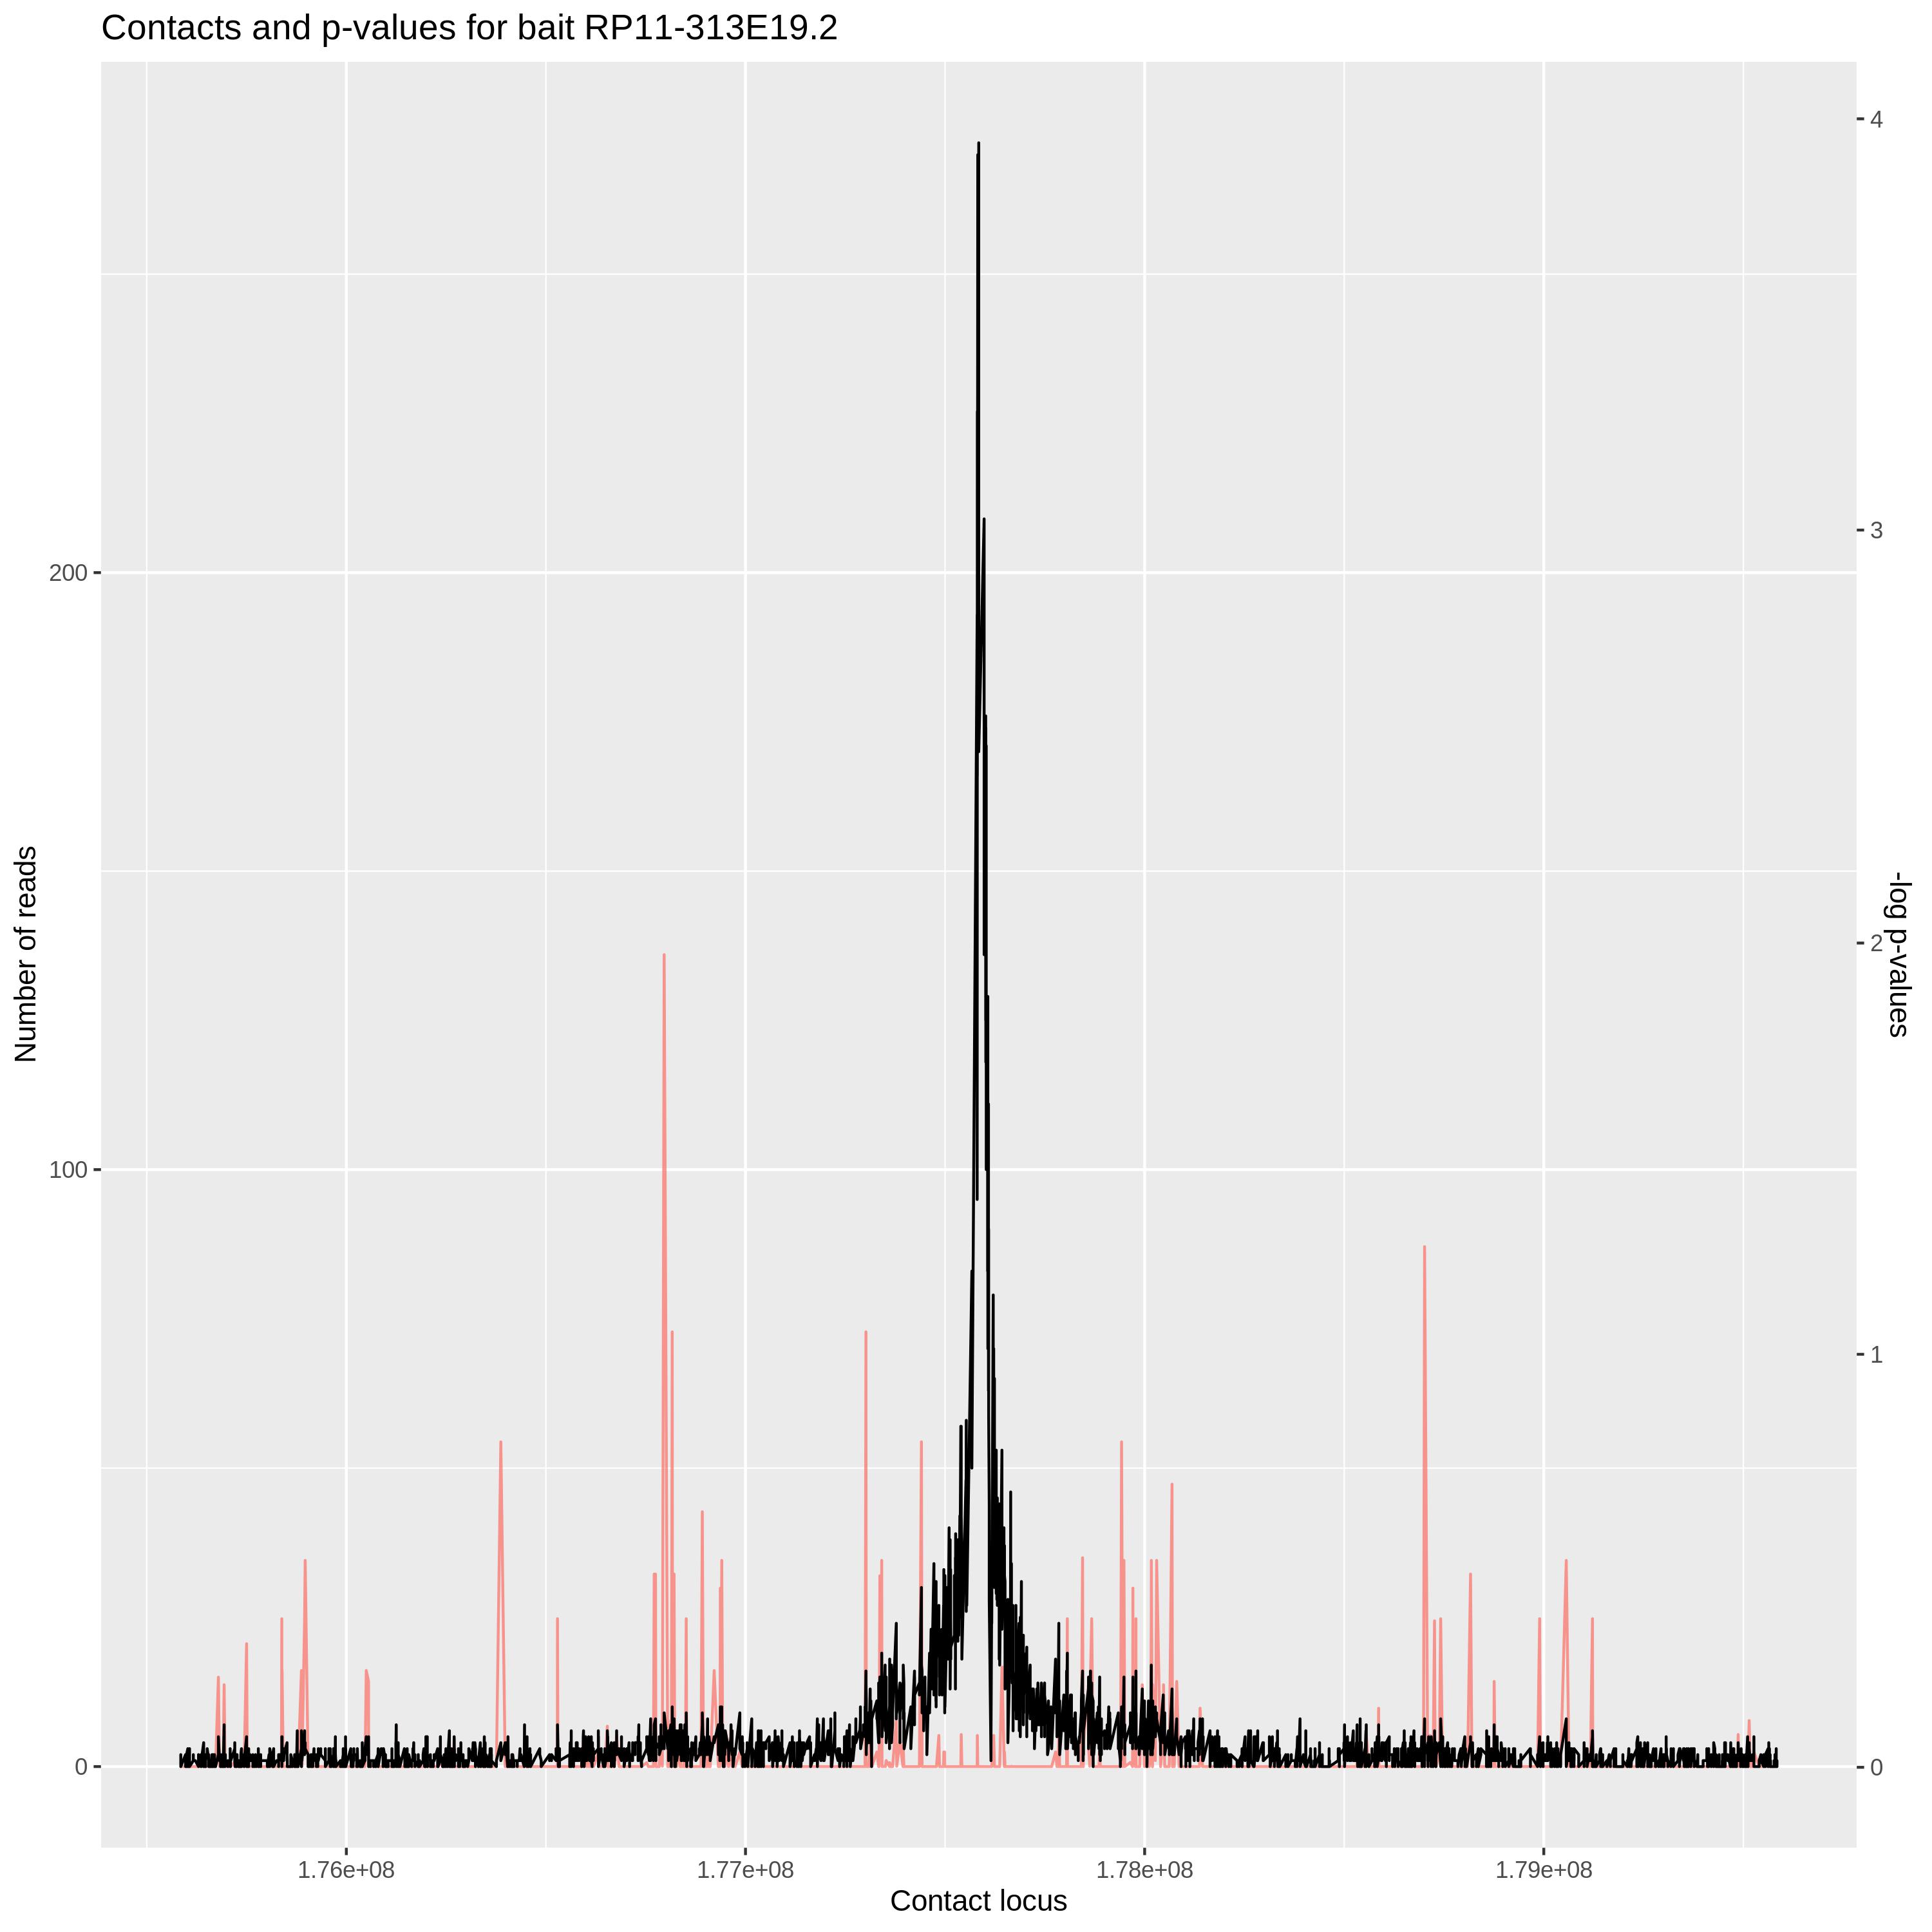 Contacts and p-values for bait RP11-313E19.2
4
3
200
2
Number of reads
-log p-values
100
1
0
0
1.76e+08
1.77e+08
1.78e+08
1.79e+08
Contact locus